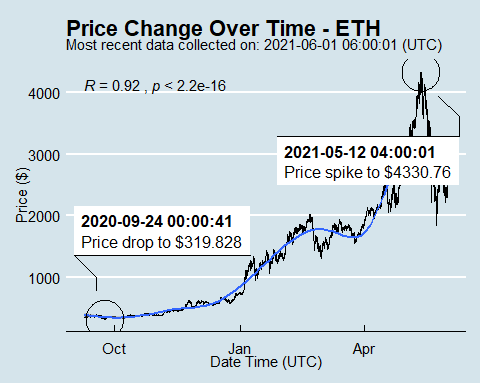 Price Change Over Time - ETH
Most recent data collected on: 2021-06-01 06:00:01 (UTC)
R = 0.92 , p < 2.2e-16
4000
3000
2000
1000
Price ($)
2021-05-12 04:00:01
Price spike to $4330.76
2020-09-24 00:00:41
Price drop to $319.828
Oct
Jan
Apr
Date Time (UTC)